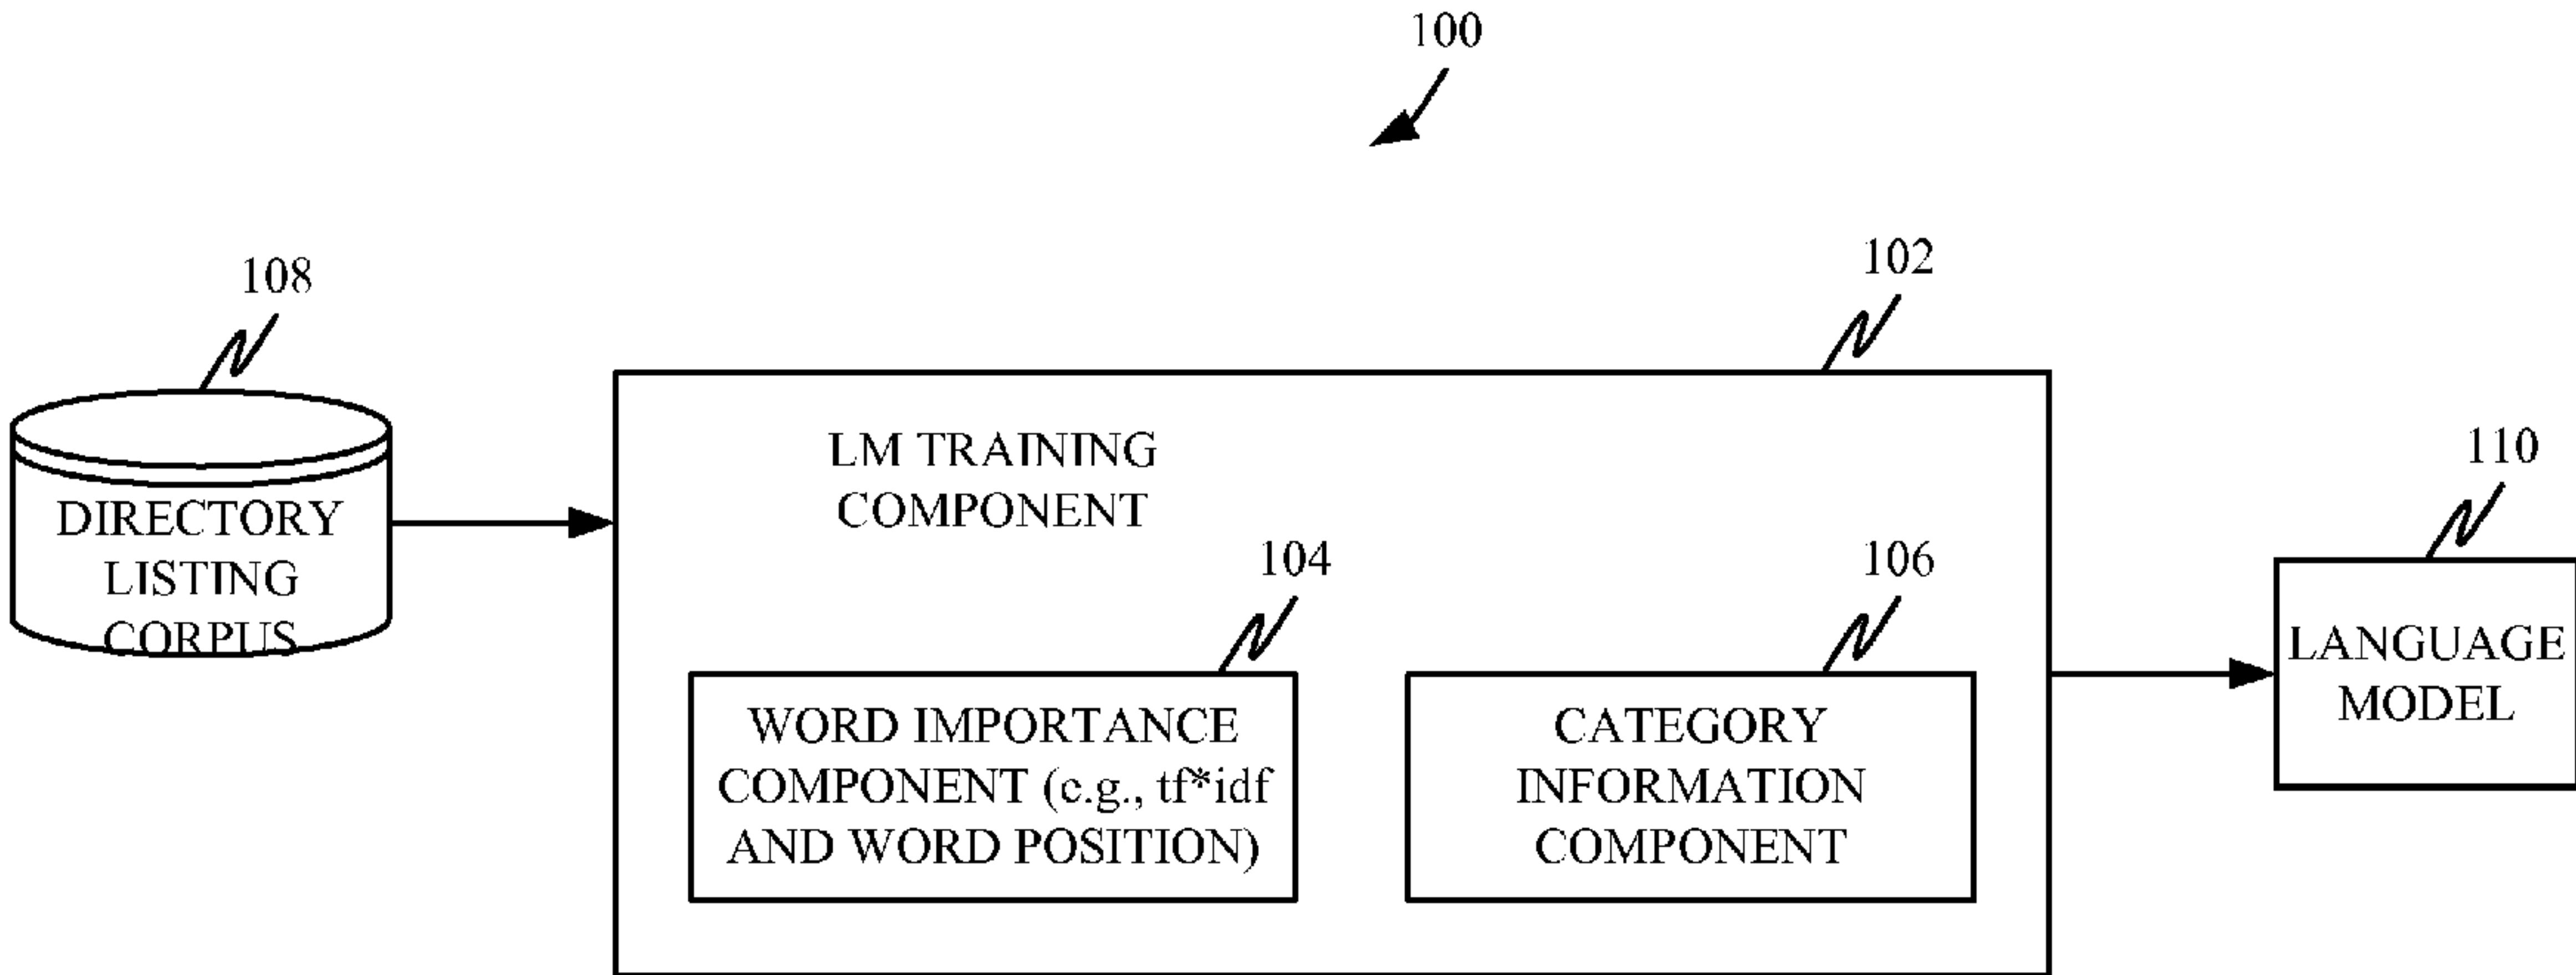 100
102
108
LM TRAINING
COMPONENT
110
DIRECTORY
LISTING
CORPUS
104
106
WORD IMPORTANCE
COMPONENT (e.g., tf*idf
AND WORD POSITION)
CATEGORY
INFORMATION
COMPONENT
LANGUAGE
MODEL